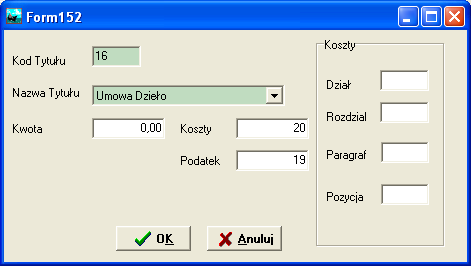 Form152
Kod Tytułu 16
Nazwa Tytułu Umowa Dzieło
Kwota 0,00 Koszty 20
Podatek 19
Koszty
Dział
Rozdzial
Paragraf
Pozycja
OK Anuluj